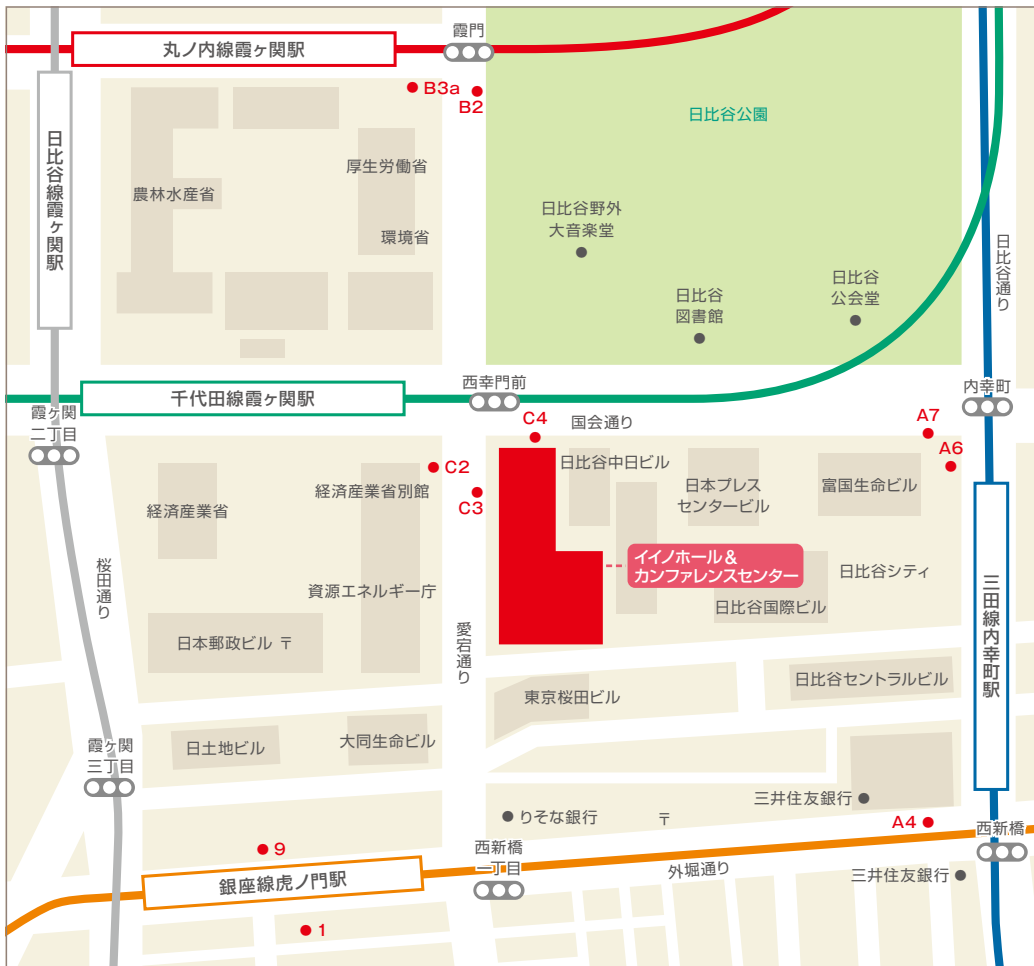 霞門
丸ノ内線霞ヶ関駅
B3a
B2
日比谷線霞ヶ関駅
日比谷公園
厚生労働省
農林水産省
環境省
日比谷野外
大音楽堂
日比谷
図書館
日比谷
公会堂
日比谷通り
千代田線霞ヶ関駅
西幸門前
内幸町
霞ヶ関
二丁目
C4
国会通り
A7
A6
C2
C3
経済産業省別館
経済産業省
日比谷中日ビル
日本プレス
センタービル
富国生命ビル
イイノホール&
カンファレンスセンター
日比谷シティ
桜田通り
資源エネルギー庁
日比谷国際ビル
三田線内幸町駅
日本郵政ビル 〒
愛宕通り
東京桜田ビル
日比谷セントラルビル
霞ヶ関
三丁目
日土地ビル
大同生命ビル
三井住友銀行
りそな銀行
〒
A4
西新橋
9
西新橋
一丁目
外堀通り
三井住友銀行
銀座線虎ノ門駅
1